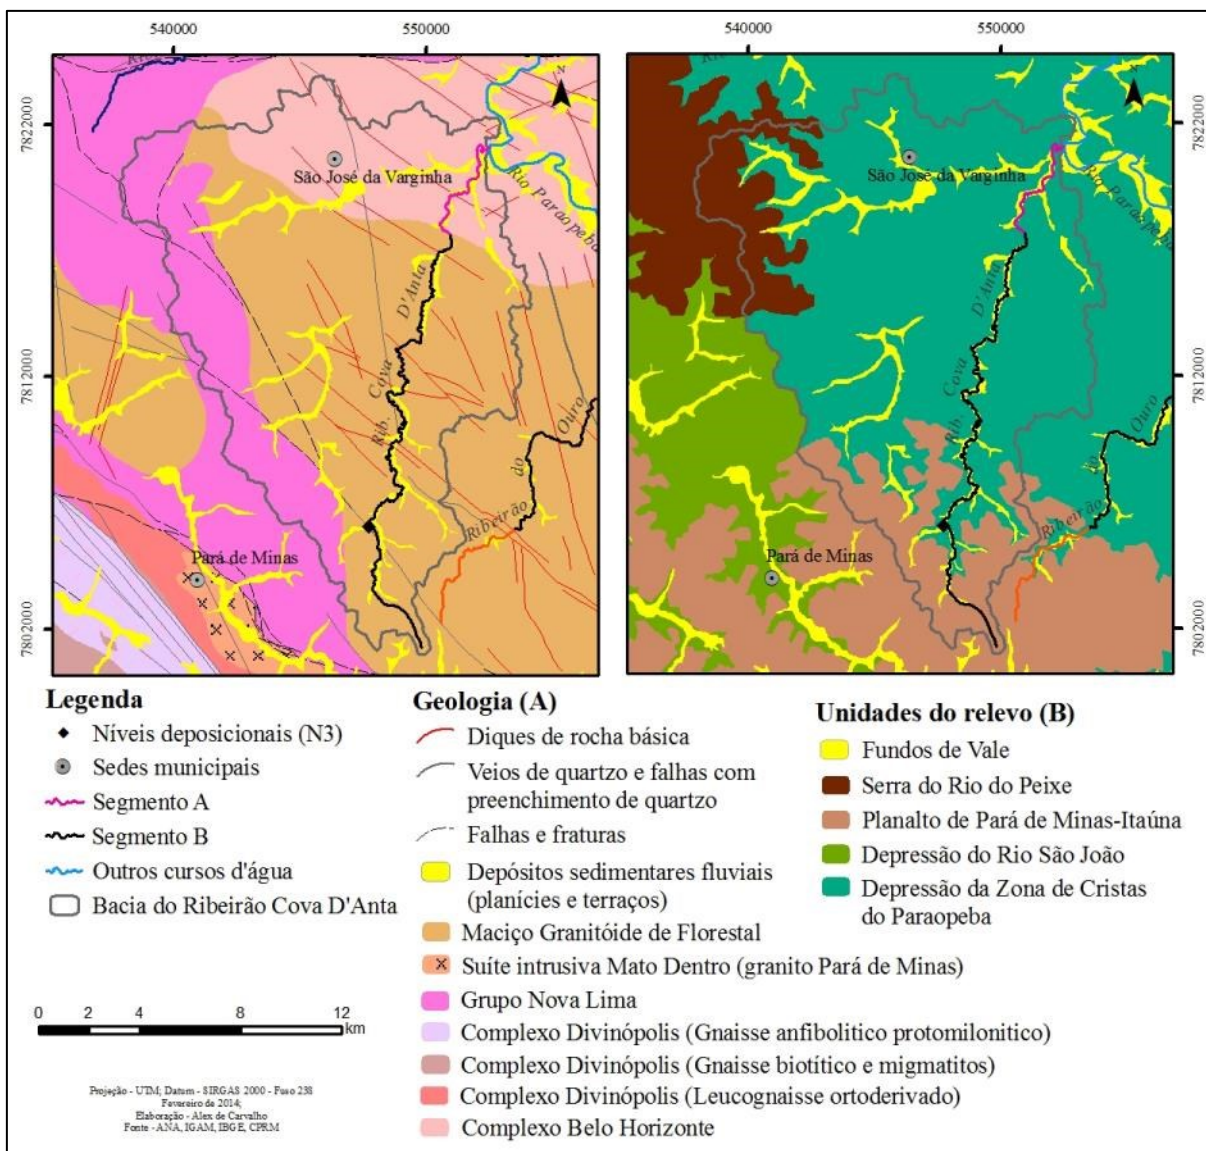 540000
550000
540000
550000
7822000
7812000
7802000
7822000
7812000
7802000
N
N
São José da Varginha
Rio Paraopeba
Rib. Cova D'Anta
Ribeirão do Ouro
Pará de Minas
São José da Varginha
Rio Paraopeba
Rib. Cova D'Anta
Ribeirão do Ouro
Pará de Minas
Legenda
Níveis deposicionais (N3)
Sedes municipais
Segmento A
Segmento B
Outros cursos d'água
Bacia do Ribeirão Cova D'Anta
0 2 4 8 12
km
Projeção - UTM; Datum - SIRGAS 2000 - Fuso 23S
Fevereiro de 2014;
Elaboração - Alex de Carvalho
Fonte - ANA, IGAM, IBGE, CPRM
Geologia (A)
Diques de rocha básica
Veios de quartzo e falhas com
preenchimento de quartzo
Falhas e fraturas
Depósitos sedimentares fluviais
(planícies e terraços)
Maciço Granitóide de Florestal
Suíte intrusiva Mato Dentro (granito Pará de Minas)
Grupo Nova Lima
Complexo Divinópolis (Gnaisse anfibolitico protomilonitico)
Complexo Divinópolis (Gnaisse biotítico e migmatitos)
Complexo Divinópolis (Leucognaisse ortoderivado)
Complexo Belo Horizonte
Unidades do relevo (B)
Fundos de Vale
Serra do Rio do Peixe
Planalto de Pará de Minas-Itaúna
Depressão do Rio São João
Depressão da Zona de Cristas
do Paraopeba